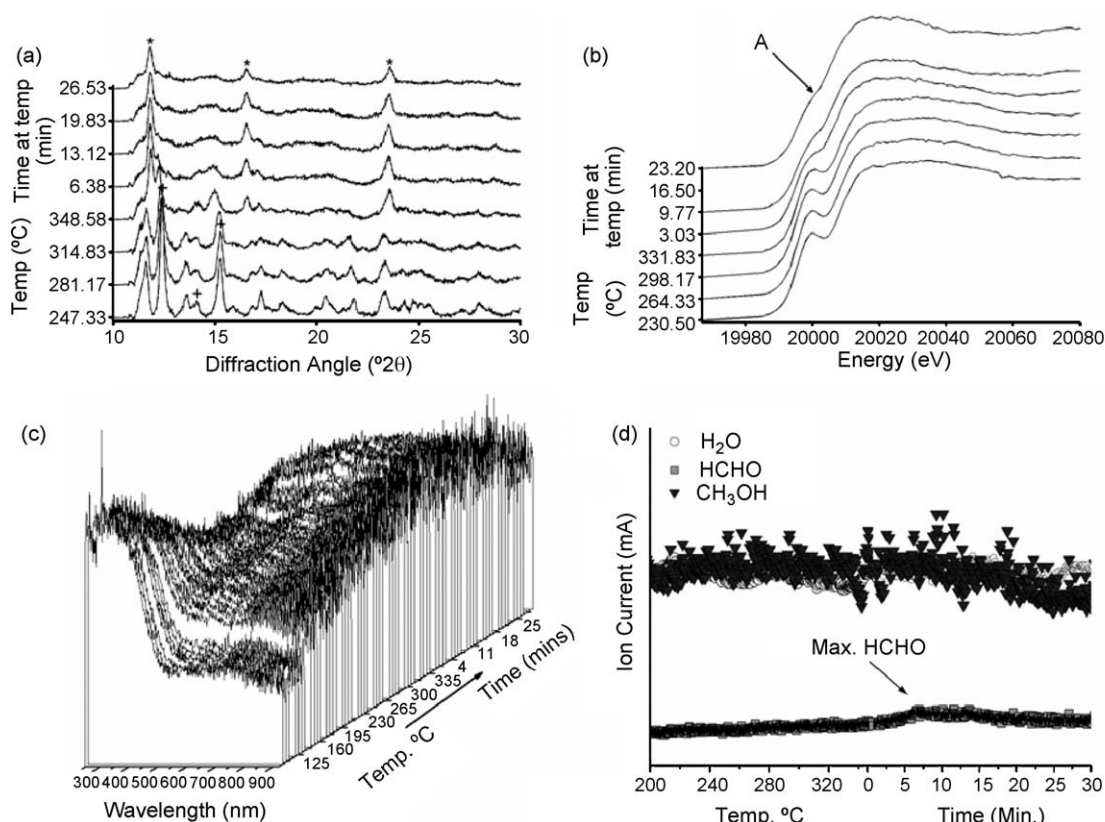 (a)
*
*
*
26.53
19.83
13.12
6.38
348.58
314.83
281.17
247.33
Time at temp
(min)
Temp (ºC)
+
+
+
10
15
20
25
30
Diffraction Angle (º2θ)
(b)
A
23.20
16.50
9.77
3.03
331.83
298.17
264.33
230.50
Time at
temp (min)
Temp
(ºC)
19980
20000
20020
20040
20060
20080
Energy (eV)
(c)
300 400 500 600 700 800 900
Wavelength (nm)
125
160
195
230
265
300
335
4
11
18
25
Temp. ºC
Time (mins)
(d)
H₂O
HCHO
CH₃OH
Ion Current (mA)
Max. HCHO
200 240 280 320 0 5 10 15 20 25 30
Temp. ºC Time (Min.)